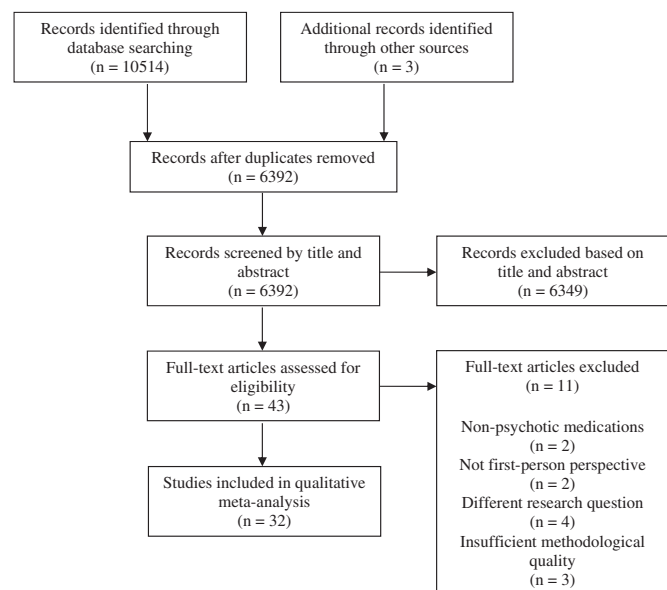 Records identified through
database searching
(n = 10514)
Additional records identified
through other sources
(n = 3)
Records after duplicates removed
(n = 6392)
Records screened by title and
abstract
(n = 6392)
Records excluded based on
title and abstract
(n = 6349)
Full-text articles assessed for
eligibility
(n = 43)
Full-text articles excluded
(n = 11)
Non-psychotic medications
(n = 2)
Not first-person perspective
(n = 2)
Different research question
(n = 4)
Insufficient methodological
quality
(n = 3)
Studies included in qualitative
meta-analysis
(n = 32)